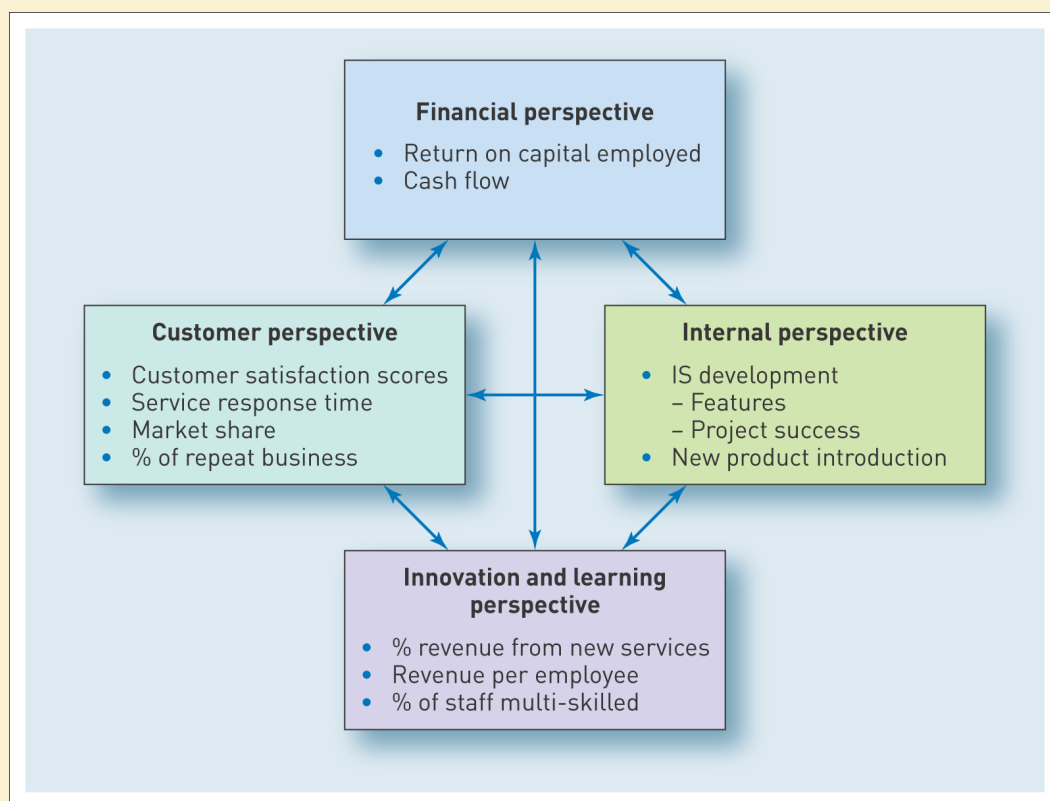 Financial perspective
• Return on capital employed
• Cash flow
Customer perspective
• Customer satisfaction scores
• Service response time
• Market share
• % of repeat business
Internal perspective
• IS development
– Features
– Project success
• New product introduction
Innovation and learning
perspective
• % revenue from new services
• Revenue per employee
• % of staff multi-skilled